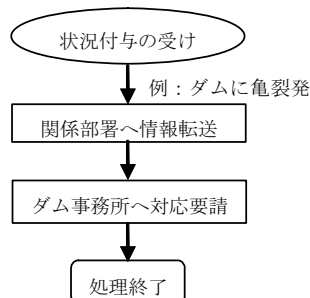 状況付与の受け
例：ダムに亀裂発
関係部署へ情報転送
ダム事務所へ対応要請
処理終了